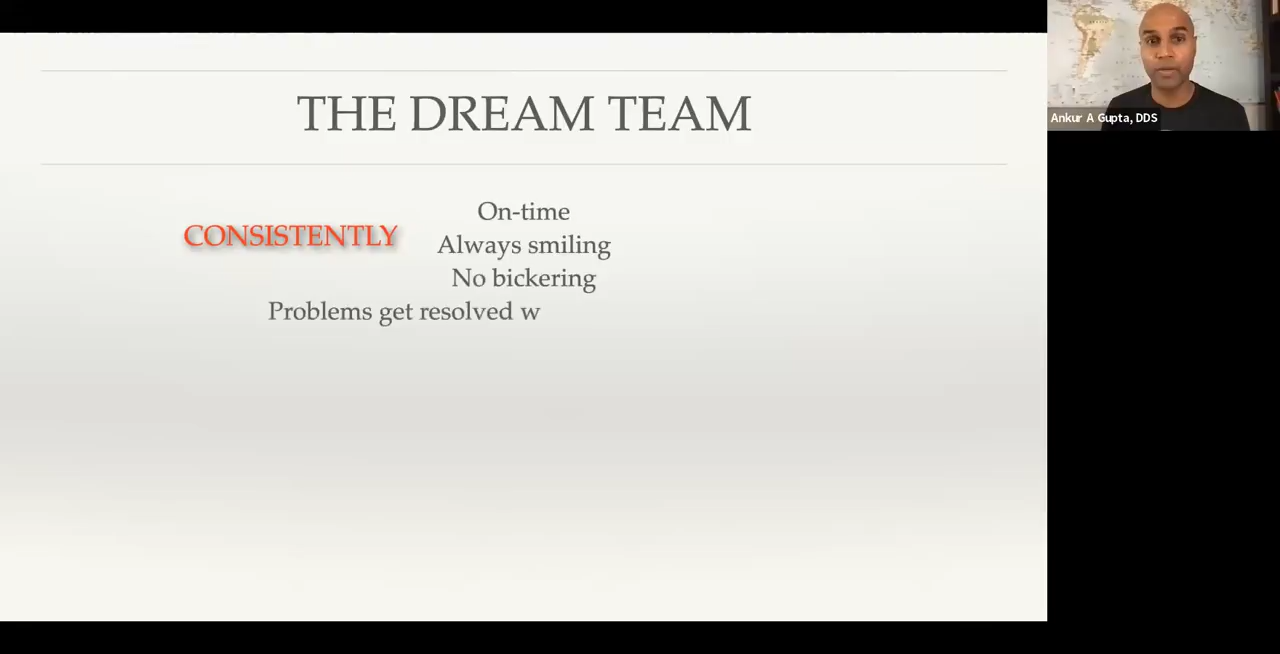 THE DREAM TEAM
CONSISTENTLY
On-time
Always smiling
No bickering
Problems get resolved w
Ankur A Gupta, DDS